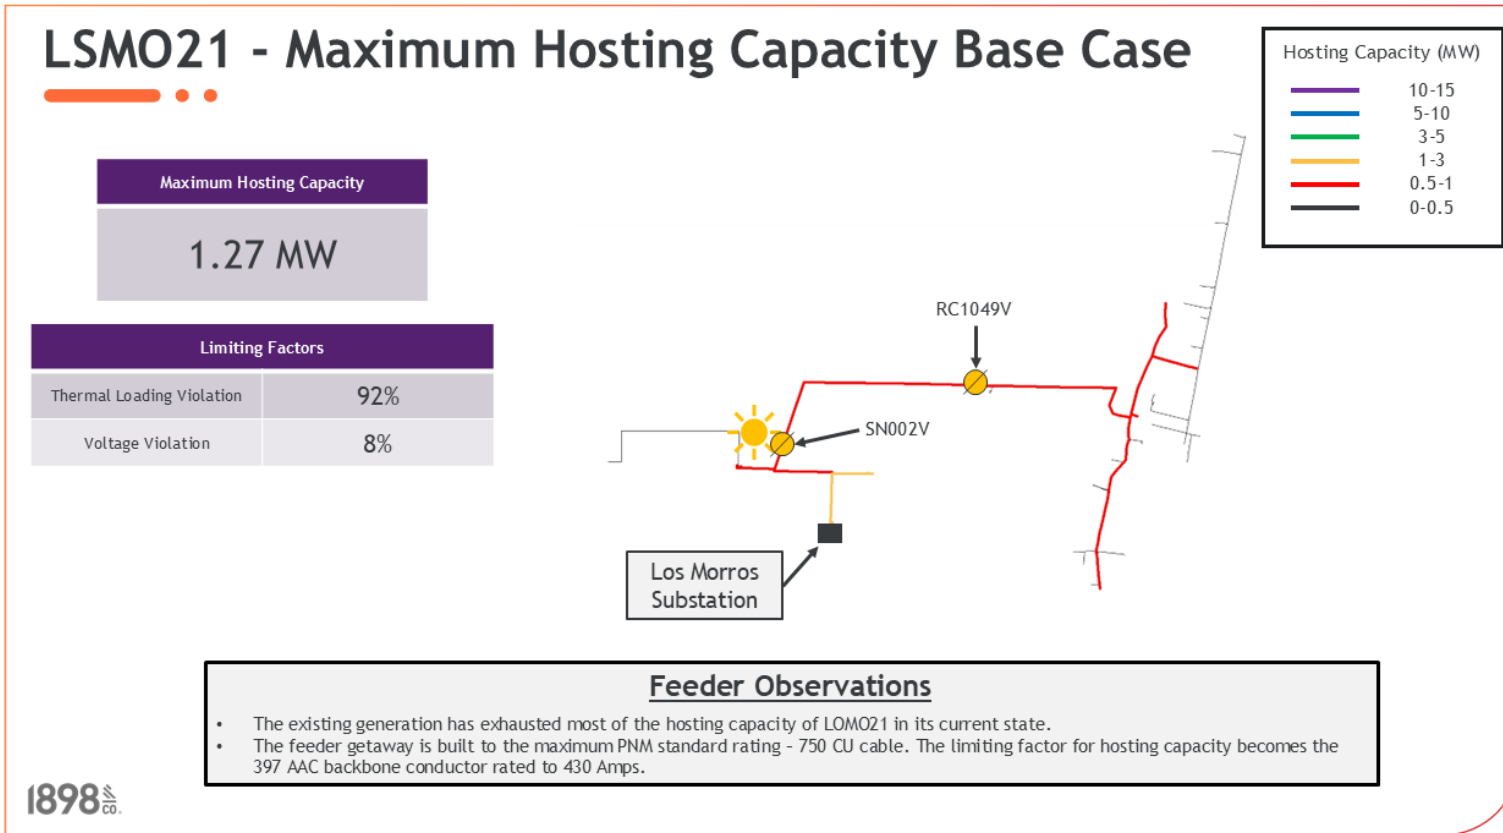 LSMO21 - Maximum Hosting Capacity Base Case
Hosting Capacity (MW)
10-15
5-10
3-5
1-3
0.5-1
0-0.5
Maximum Hosting Capacity
1.27 MW
Limiting Factors
Thermal Loading Violation 92%
Voltage Violation 8%
RC1049V
SN002V
Los Morros
Substation
Feeder Observations
• The existing generation has exhausted most of the hosting capacity of LOMO21 in its current state.
• The feeder getaway is built to the maximum PNM standard rating – 750 CU cable. The limiting factor for hosting capacity becomes the
397 AAC backbone conductor rated to 430 Amps.
1898 & CO.